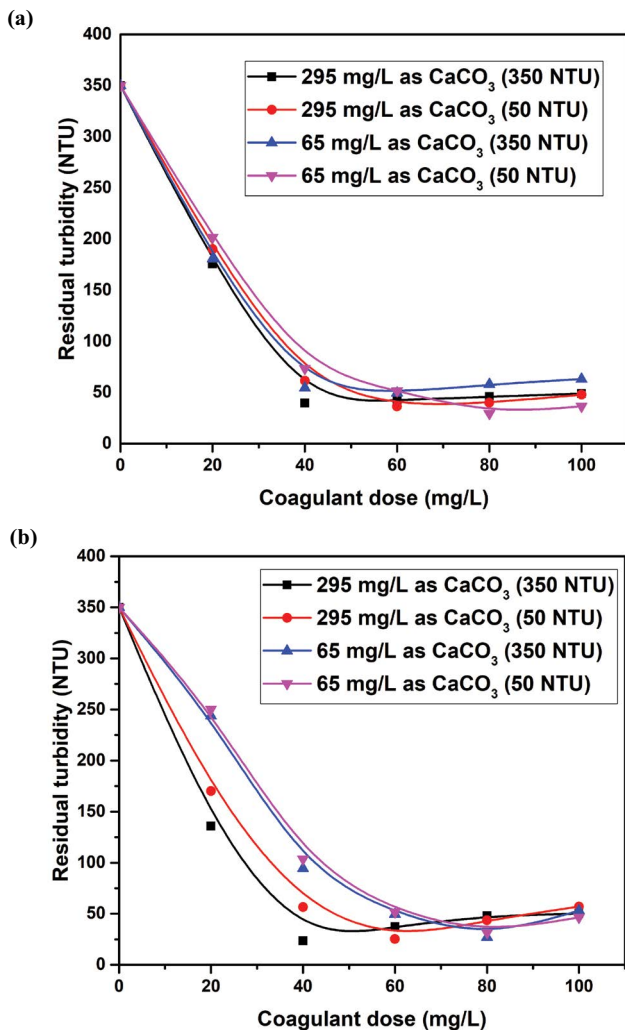 (a)
400
350
300
250
200
150
100
50
0
Residual turbidity (NTU)
295 mg/L as CaCO₃ (350 NTU)
295 mg/L as CaCO₃ (50 NTU)
65 mg/L as CaCO₃ (350 NTU)
65 mg/L as CaCO₃ (50 NTU)
0 20 40 60 80 100
Coagulant dose (mg/L)
(b)
400
350
300
250
200
150
100
50
0
Residual turbidity (NTU)
295 mg/L as CaCO₃ (350 NTU)
295 mg/L as CaCO₃ (50 NTU)
65 mg/L as CaCO₃ (350 NTU)
65 mg/L as CaCO₃ (50 NTU)
0 20 40 60 80 100
Coagulant dose (mg/L)